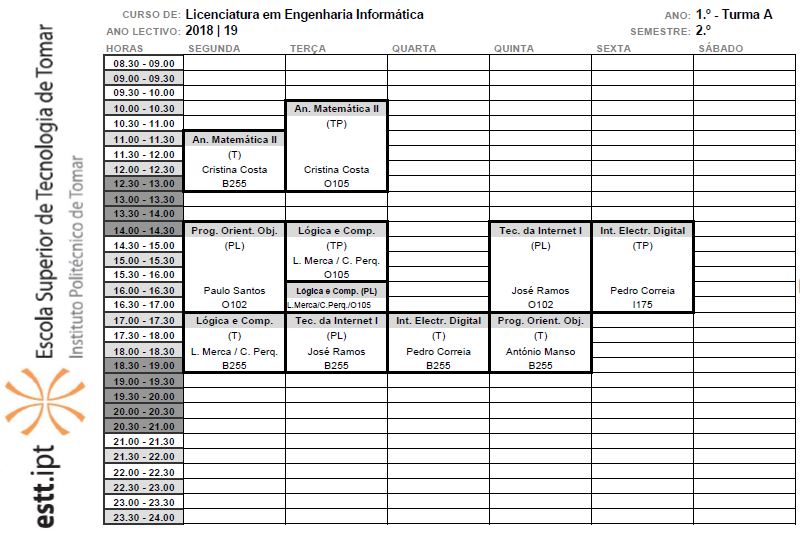 CURSO DE: Licenciatura em Engenharia Informática ANO: 1.º - Turma A
ANO LECTIVO: 2018 | 19 SEMESTRE: 2.º
HORAS SEGUNDA TERÇA QUARTA QUINTA SEXTA SÁBADO
08.30 - 09.00
09.00 - 09.30
09.30 - 10.00
10.00 - 10.30 An. Matemática II
10.30 - 11.00 (TP)
11.00 - 11.30 An. Matemática II
11.30 - 12.00 (T)
12.00 - 12.30 Cristina Costa Cristina Costa
12.30 - 13.00 B255 O105
13.00 - 13.30
13.30 - 14.00
14.00 - 14.30 Prog. Orient. Obj. Lógica e Comp. Tec. da Internet I Int. Electr. Digital
14.30 - 15.00 (PL) (TP) (PL) (TP)
15.00 - 15.30 L. Merca / C. Perq.
15.30 - 16.00 O105
16.00 - 16.30 Paulo Santos Lógica e Comp. (PL) José Ramos Pedro Correia
16.30 - 17.00 O102 L.Merca/C.Perq./O105 O102 I175
17.00 - 17.30 Lógica e Comp. Tec. da Internet I Int. Electr. Digital Prog. Orient. Obj.
17.30 - 18.00 (T) (PL) (T) (T)
18.00 - 18.30 L. Merca / C. Perq. José Ramos Pedro Correia António Manso
18.30 - 19.00 B255 B255 B255 B255
19.00 - 19.30
19.30 - 20.00
20.00 - 20.30
20.30 - 21.00
21.00 - 21.30
21.30 - 22.00
22.00 - 22.30
22.30 - 23.00
23.00 - 23.30
23.30 - 24.00
Escola Superior de Tecnologia de Tomar
Instituto Politécnico de Tomar
estt.ipt